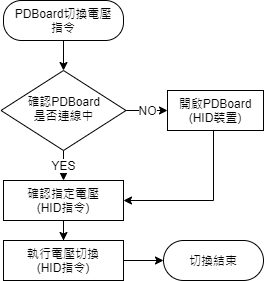 PDBoard切換電壓
指令
確認PDBoard
是否連線中
NO
開啟PDBoard
(HID裝置)
YES
確認指定電壓
(HID指令)
執行電壓切換
(HID指令)
切換結束